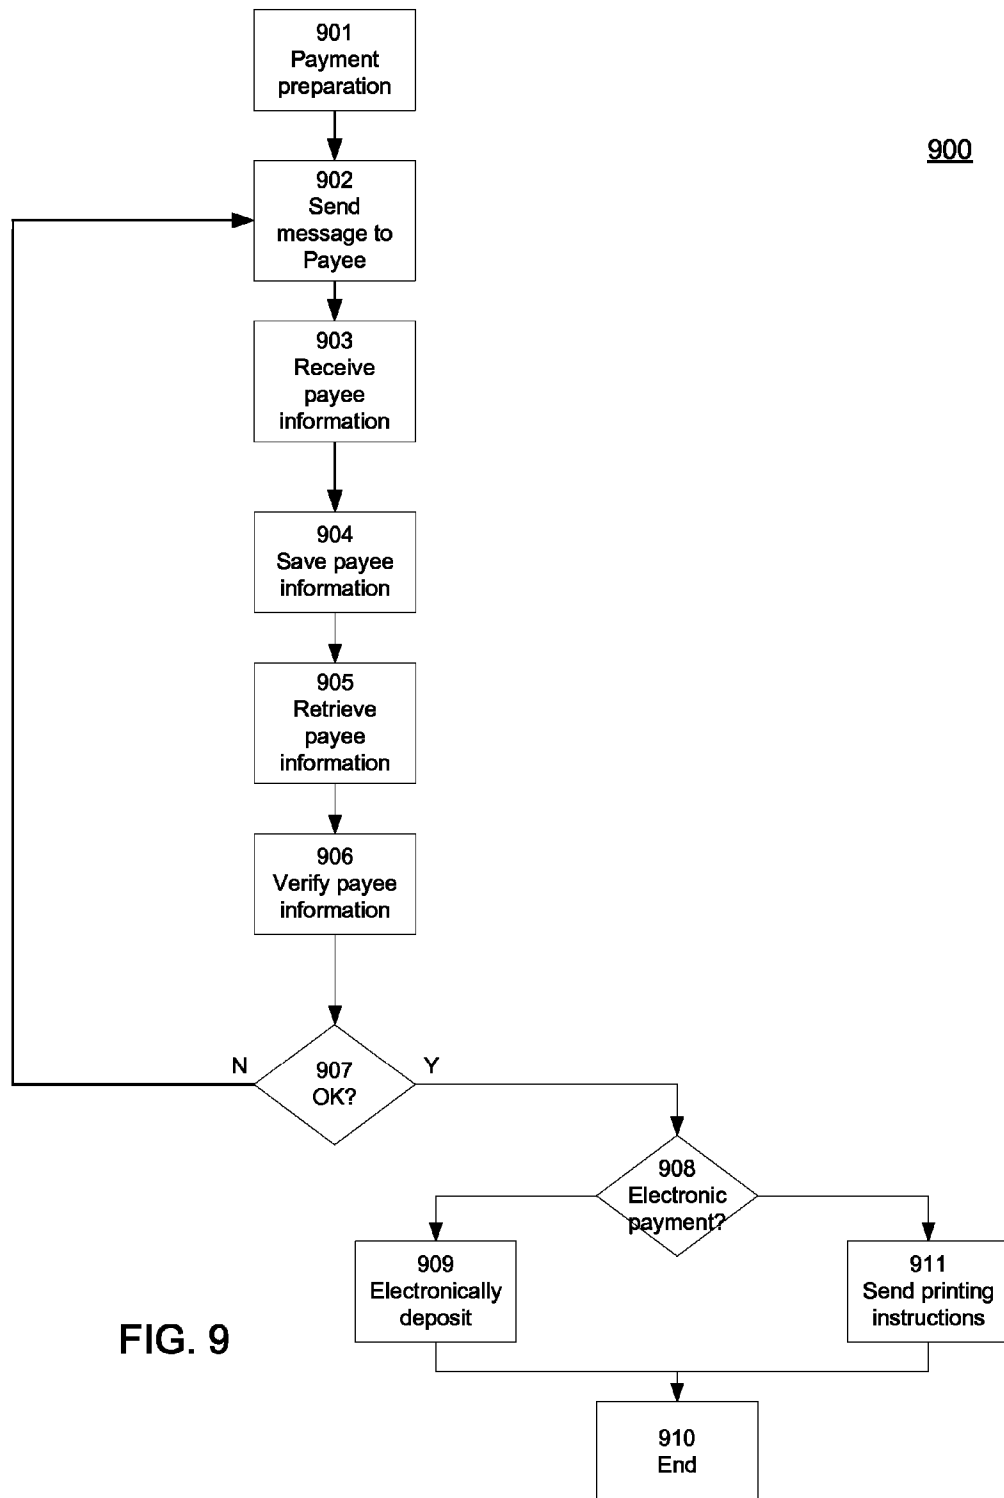 901
Payment
preparation
900
902
Send
message to
Payee
903
Receive
payee
information
904
Save payee
information
905
Retrieve
payee
information
906
Verify payee
information
N
907
OK?
Y
908
Electronic
payment?
909
Electronically
deposit
911
Send printing
instructions
FIG. 9
910
End